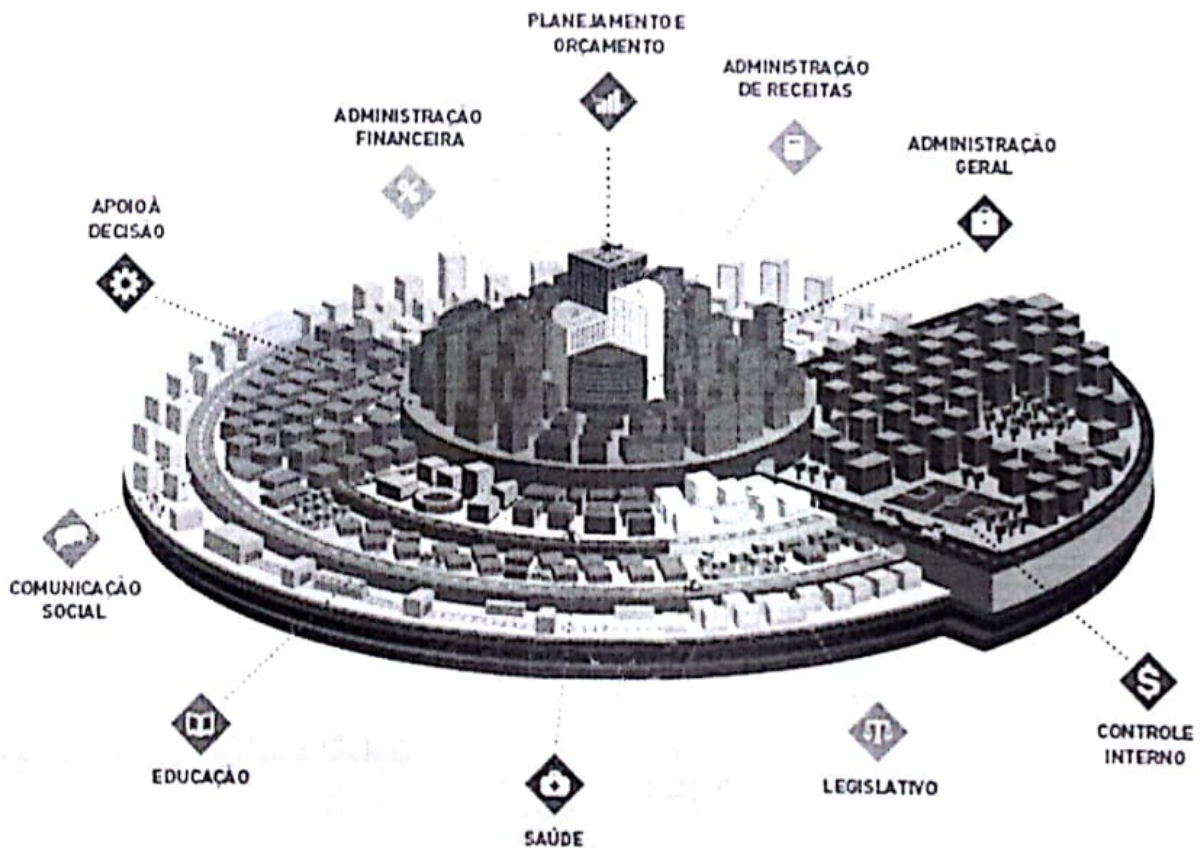 PLANEJAMENTO E
ORÇAMENTO
ADMINISTRAÇÃO
DE RECEITAS
ADMINISTRAÇÃO
FINANCEIRA
ADMINISTRAÇÃO
GERAL
APOIO À
DECISÃO
COMUNICAÇÃO
SOCIAL
EDUCAÇÃO
SAÚDE
LEGISLATIVO
CONTROLE
INTERNO